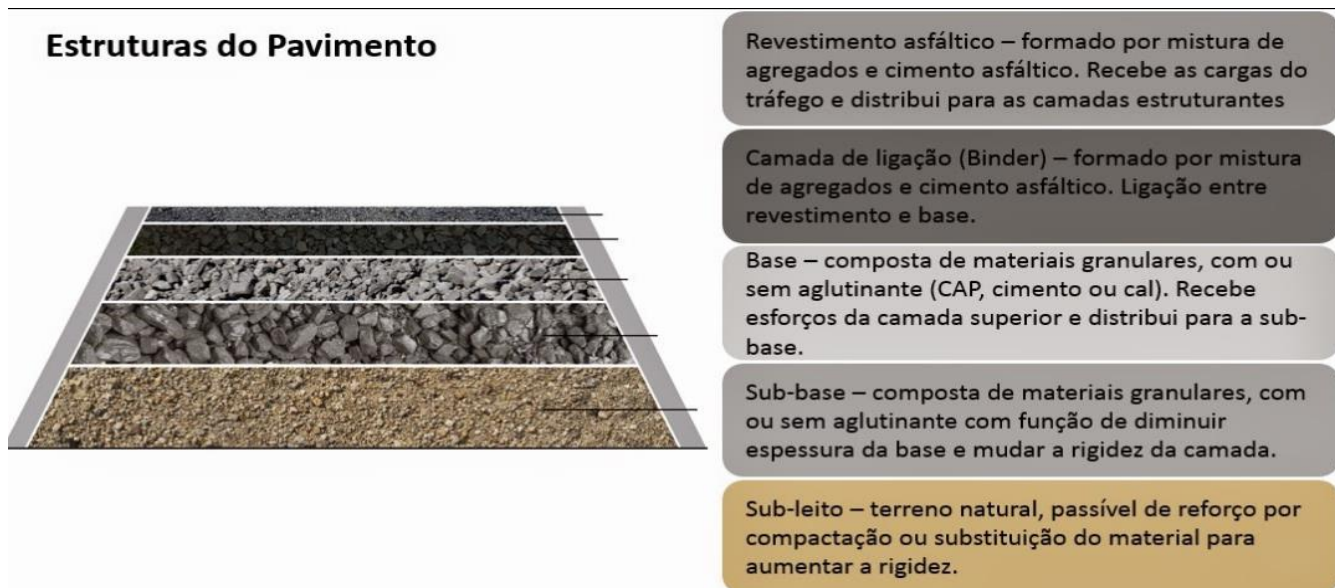 Estruturas do Pavimento
Revestimento asfáltico – formado por mistura de
agregados e cimento asfáltico. Recebe as cargas do
tráfego e distribui para as camadas estruturantes
Camada de ligação (Binder) – formado por mistura
de agregados e cimento asfáltico. Ligação entre
revestimento e base.
Base – composta de materiais granulares, com ou
sem aglutinante (CAP, cimento ou cal). Recebe
esforços da camada superior e distribui para a sub-
base.
Sub-base – composta de materiais granulares, com
ou sem aglutinante com função de diminuir
espessura da base e mudar a rigidez da camada.
Sub-leito – terreno natural, passível de reforço por
compactação ou substituição do material para
aumentar a rigidez.